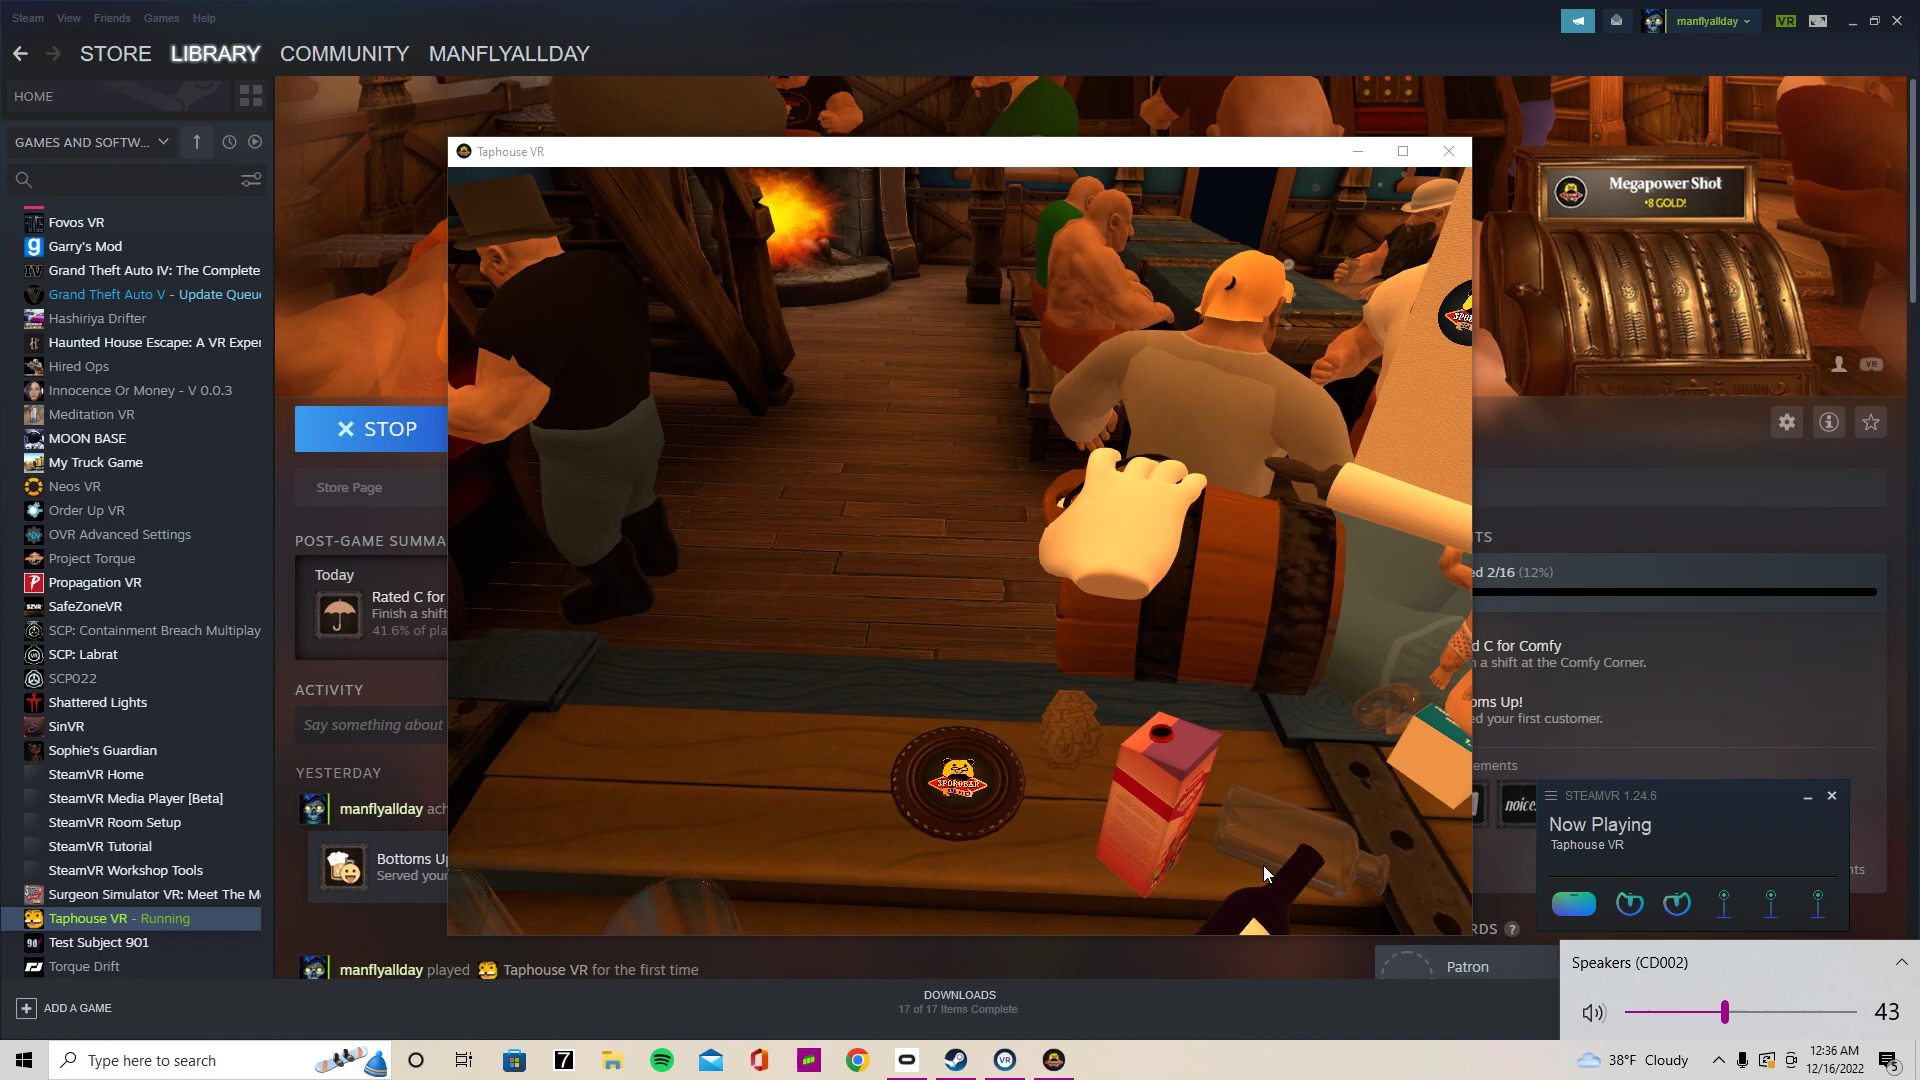 Steam View Friends Games Help
manflyallday
VR
STORE LIBRARY COMMUNITY MANFLYALLDAY
HOME
GAMES AND SOFTW...
Fovos VR
Garry's Mod
Grand Theft Auto IV: The Complete
Grand Theft Auto V - Update Queu
Hashiriya Drifter
Haunted House Escape: A VR Exper
Hired Ops
Innocence Or Money - V 0.0.3
Meditation VR
MOON BASE
My Truck Game
Neos VR
Order Up VR
OVR Advanced Settings
Project Torque
Propagation VR
SafeZoneVR
SCP: Containment Breach Multiplay
SCP: Labrat
SCP022
Shattered Lights
SinVR
Sophie's Guardian
SteamVR Home
SteamVR Media Player [Beta]
SteamVR Room Setup
SteamVR Tutorial
SteamVR Workshop Tools
Surgeon Simulator VR: Meet The M
Taphouse VR - Running
Test Subject 901
Torque Drift
ADD A GAME
Taphouse VR
Megapower Shot
+8 GOLD!
VR
STOP
Store Page
POST-GAME SUMMA
Today
Rated C for
Finish a shift
41.6% of pla
ACTIVITY
Say something about
YESTERDAY
manflyallday ach
Bottoms U
Served your
manflyallday played Taphouse VR for the first time
SPOROBAR
TS
ed 2/16 (12%)
d C for Comfy
n a shift at the Comfy Corner.
oms Up!
ed your first customer.
ements
noice
nts
RDS ?
Patron
STEAMVR 1.24.6
Now Playing
Taphouse VR
DOWNLOADS
17 of 17 Items Complete
Speakers (CD002)
43
Type here to search
7
VR
38°F Cloudy
12:36 AM
12/16/2022
5